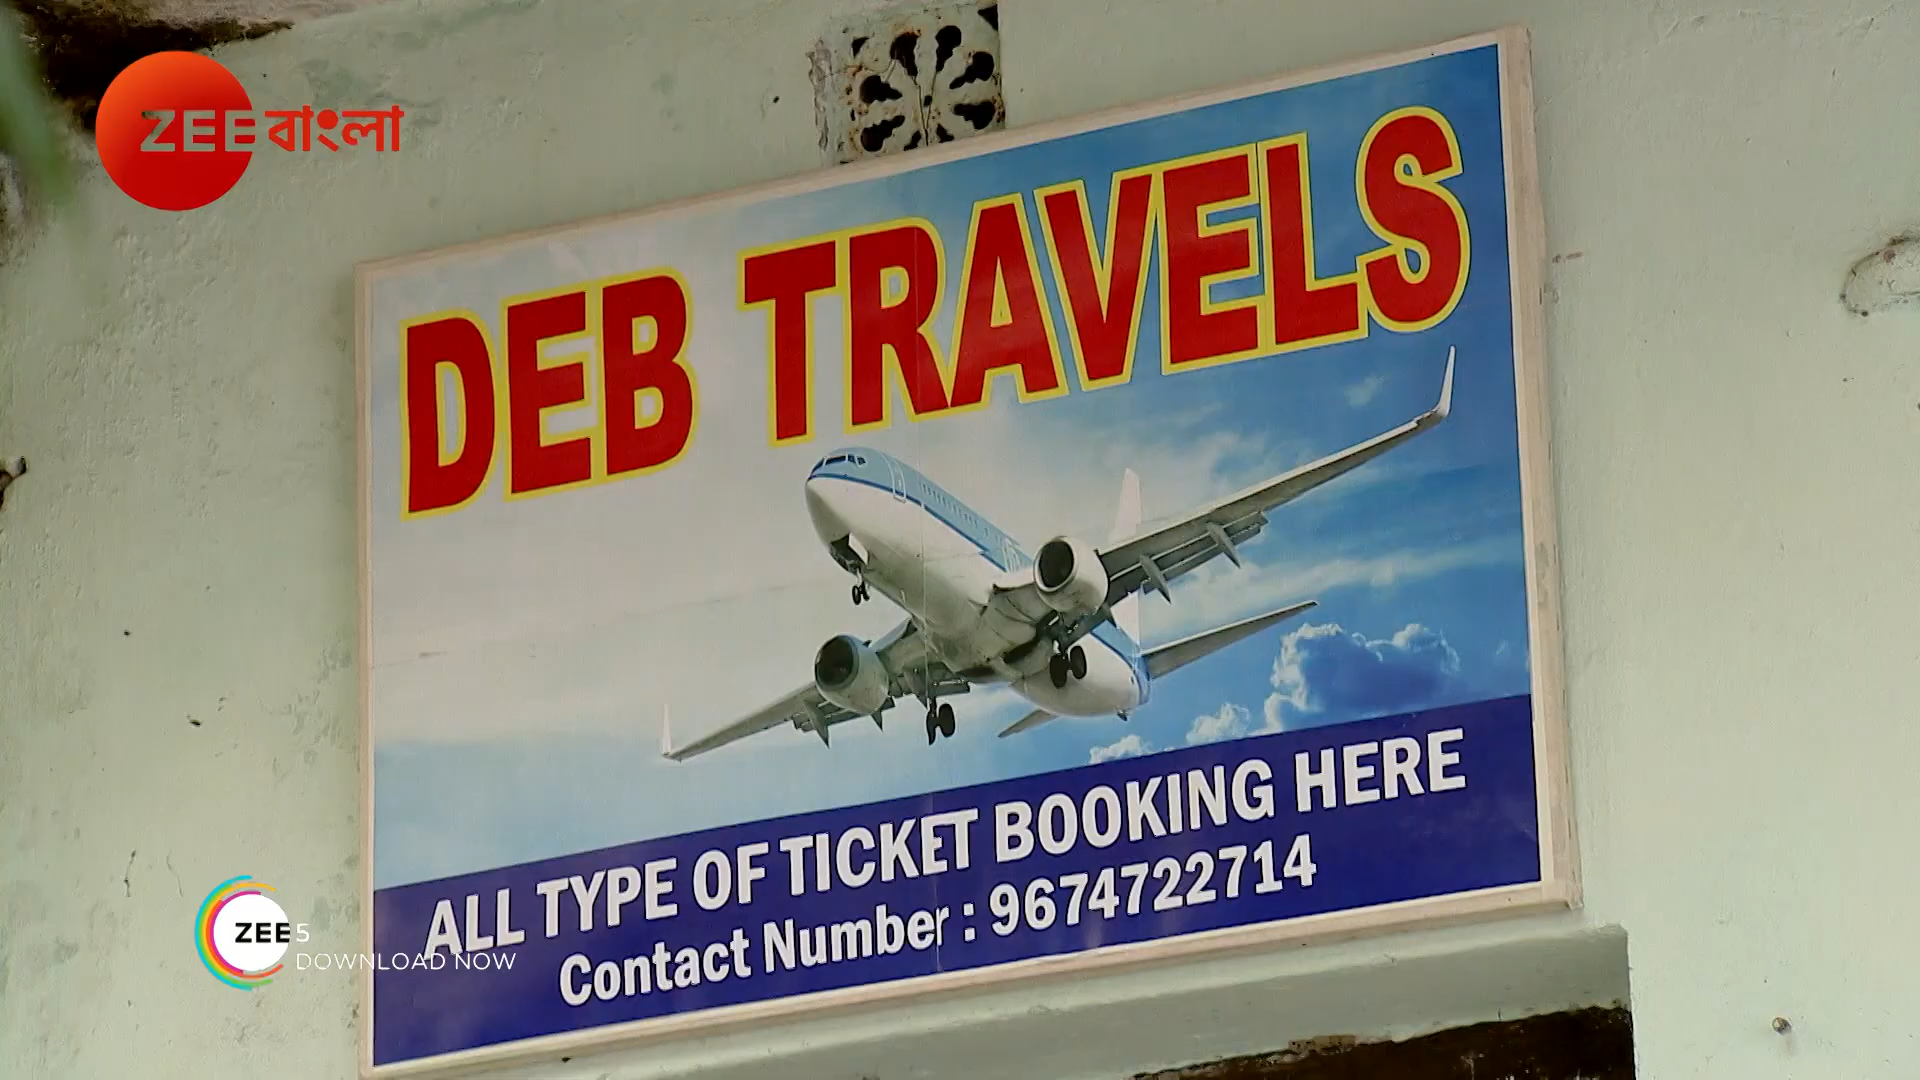 ZEE বাংলা
DEB TRAVELS
ALL TYPE OF TICKET BOOKING HERE
Contact Number : 9674722714
ZEE5
DOWNLOAD NOW